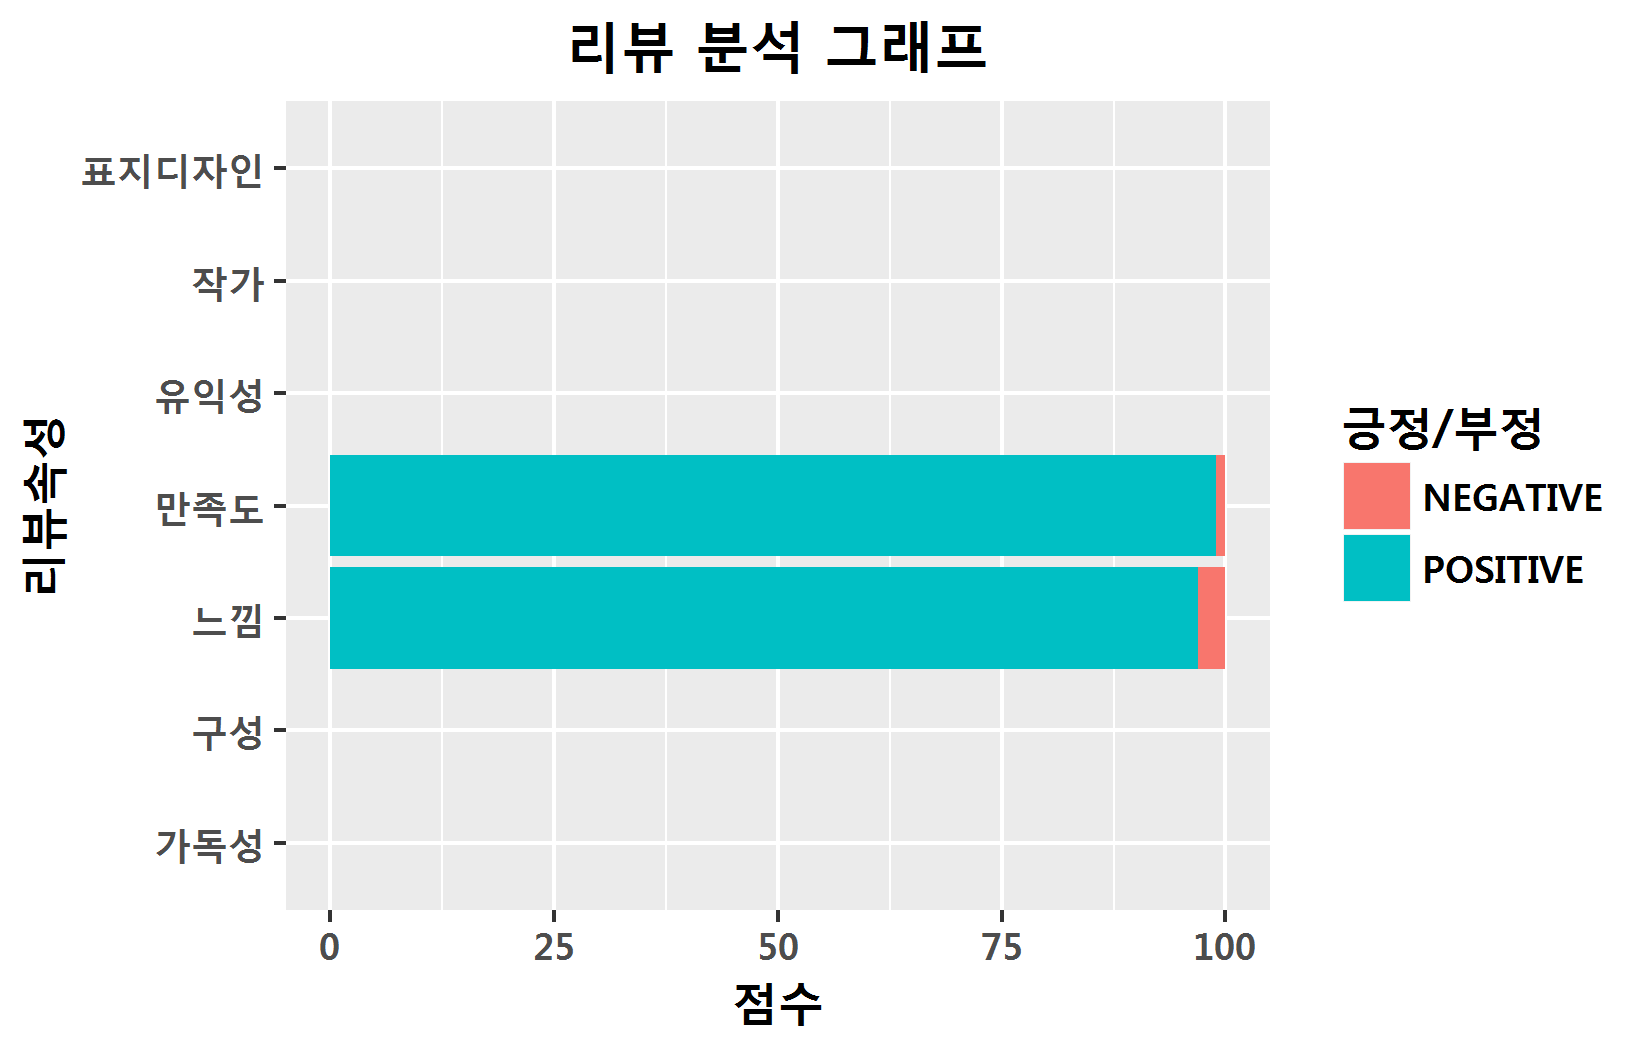 리뷰 분석 그래프
표지디자인
작가
유익성
만족도
느낌
구성
가독성
리뷰속성
0 25 50 75 100
점수
긍정/부정
NEGATIVE
POSITIVE